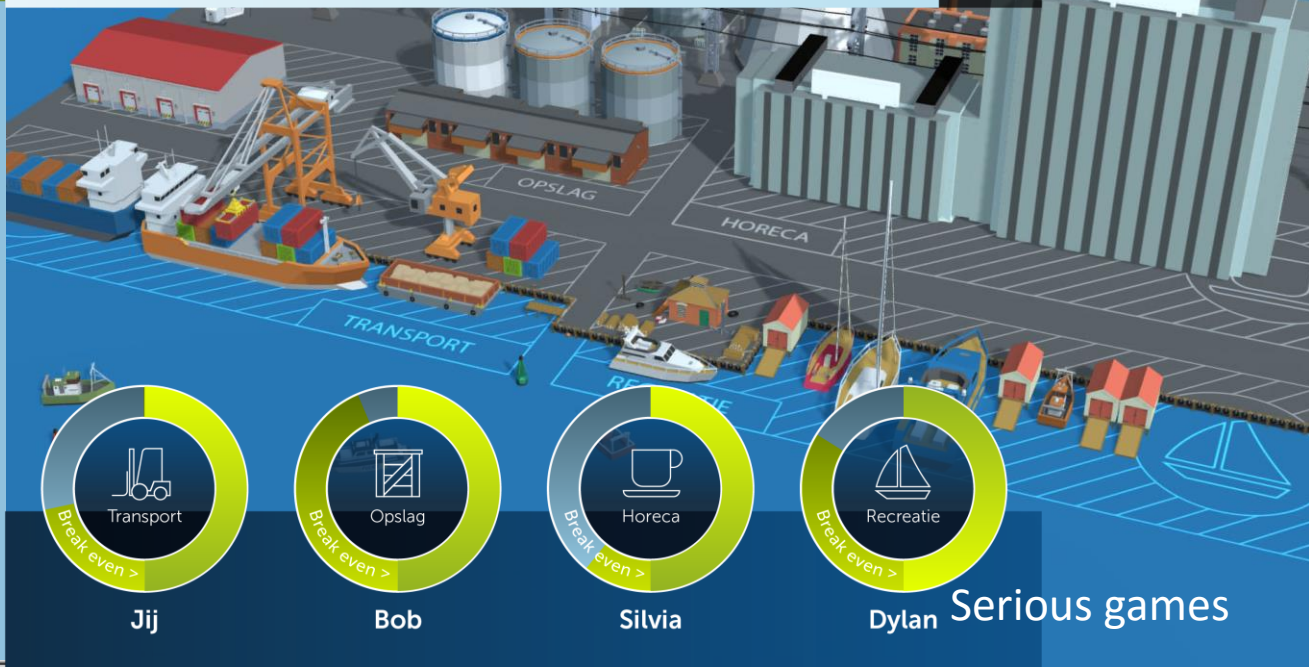 OPSLAG
HORECA
TRANSPORT
Transport
Break even >
Jij
Opslag
Break even >
Bob
Horeca
Break even >
Silvia
Recreatie
Break even >
Dylan
Serious games